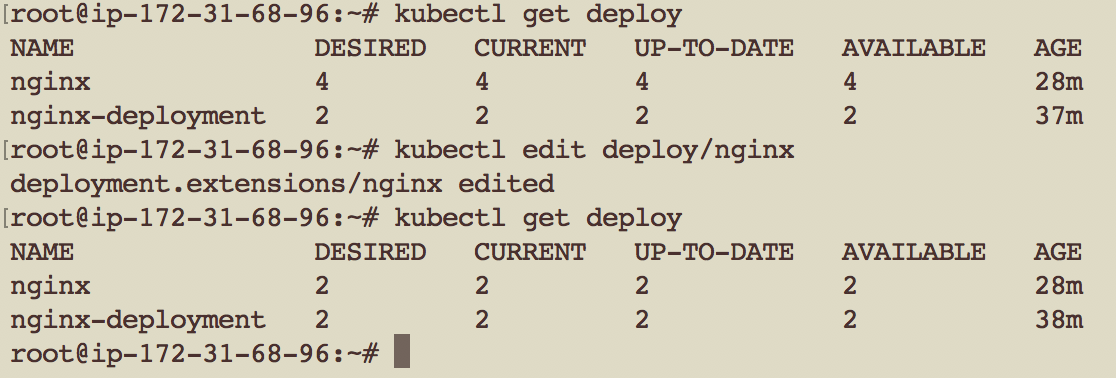 [root@ip-172-31-68-96:~# kubectl get deploy
NAME DESIRED CURRENT UP-TO-DATE AVAILABLE AGE
nginx 4 4 4 4 28m
nginx-deployment 2 2 2 2 37m
[root@ip-172-31-68-96:~# kubectl edit deploy/nginx
deployment.extensions/nginx edited
[root@ip-172-31-68-96:~# kubectl get deploy
NAME DESIRED CURRENT UP-TO-DATE AVAILABLE AGE
nginx 2 2 2 2 28m
nginx-deployment 2 2 2 2 38m
root@ip-172-31-68-96:~#